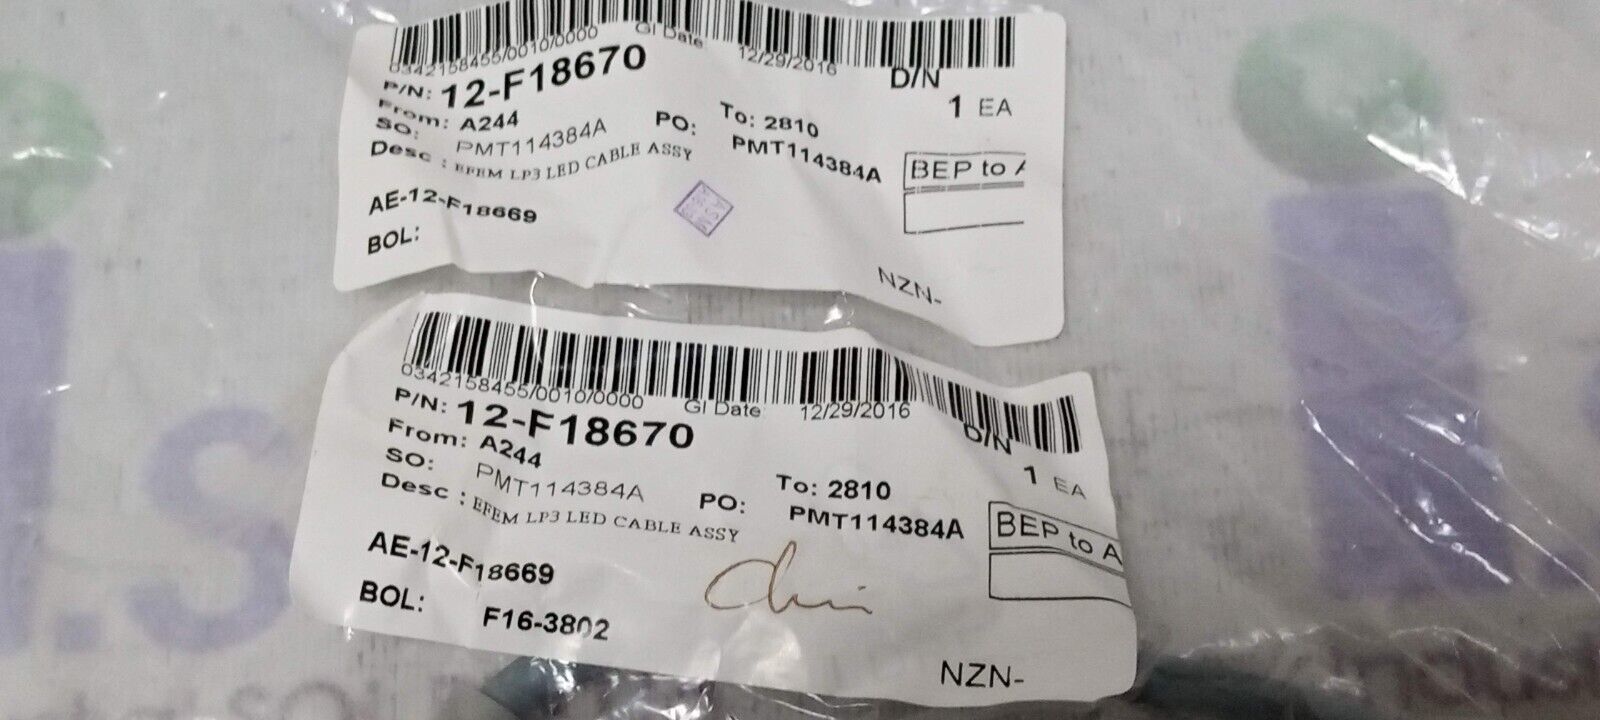 0342158455/0010/0000 GI Date 12/29/2016 D/N
P/N: 12-F18670 1 EA
From: A244 To: 2810
SO: PMT114384A PO: PMT114384A
Desc : EFEM LP3 LED CABLE ASSY BEP to A
AE-12-F18669
BOL:
NZN-
0342158455/0010/0000 GI Date 12/29/2016 D/N
P/N: 12-F18670 1 EA
From: A244 To: 2810
SO: PMT114384A PO: PMT114384A
Desc : EFEM LP3 LED CABLE ASSY BEP to A
AE-12-F18669
BOL: F16-3802
NZN-